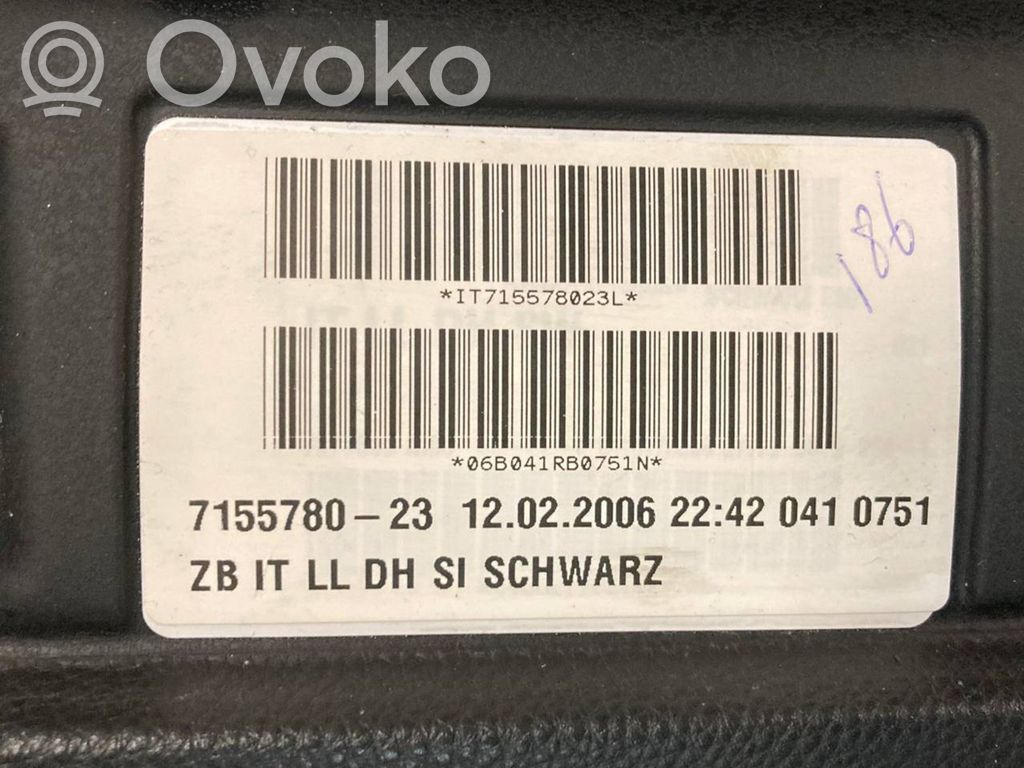 Ovoko
186
*IT715578023L*
*06B041RB0751N*
7155780-23 12.02.2006 22:42 041 0751
ZB IT LL DH SI SCHWARZ